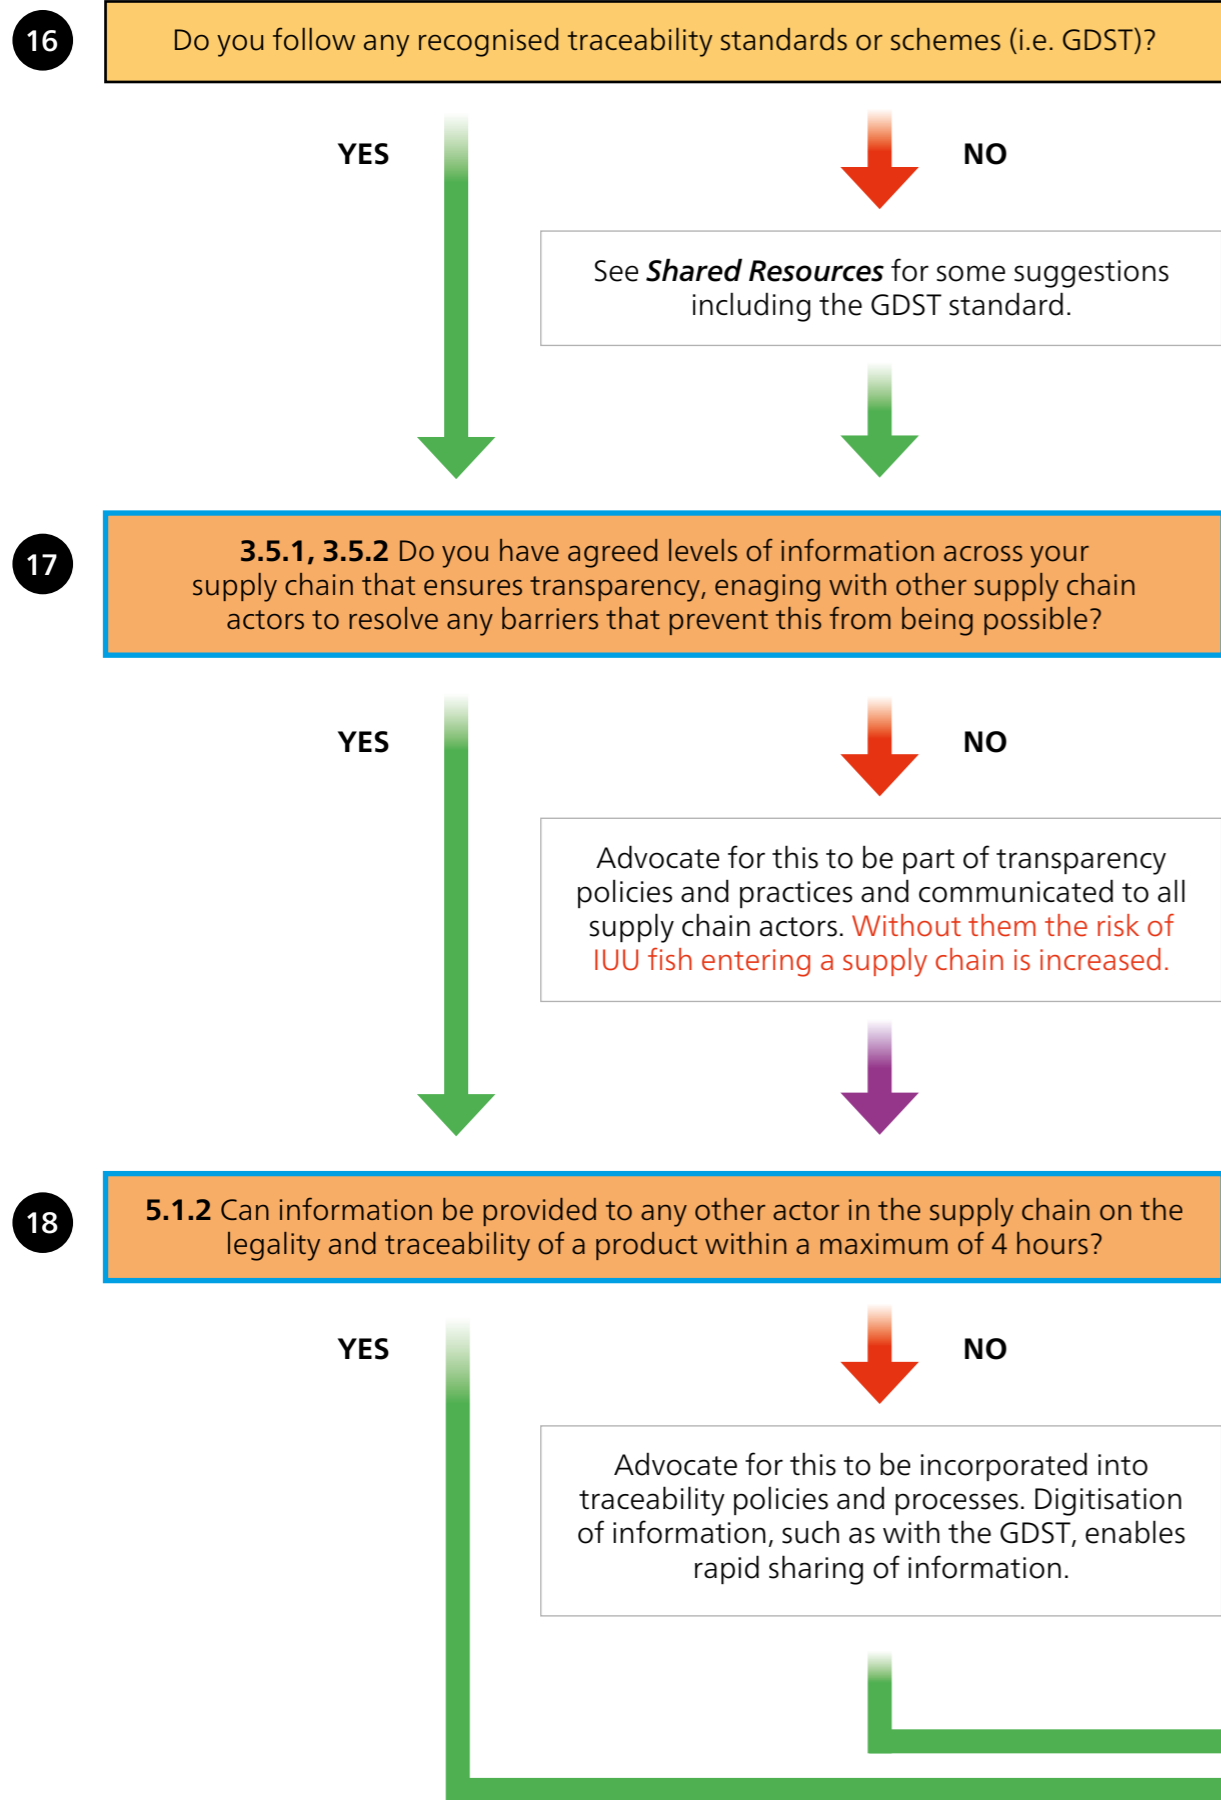 16
Do you follow any recognised traceability standards or schemes (i.e. GDST)?
YES
NO
See Shared Resources for some suggestions
including the GDST standard.
17
3.5.1, 3.5.2 Do you have agreed levels of information across your
supply chain that ensures transparency, enaging with other supply chain
actors to resolve any barriers that prevent this from being possible?
YES
NO
Advocate for this to be part of transparency
policies and practices and communicated to all
supply chain actors. Without them the risk of
IUU fish entering a supply chain is increased.
18
5.1.2 Can information be provided to any other actor in the supply chain on the
legality and traceability of a product within a maximum of 4 hours?
YES
NO
Advocate for this to be incorporated into
traceability policies and processes. Digitisation
of information, such as with the GDST, enables
rapid sharing of information.